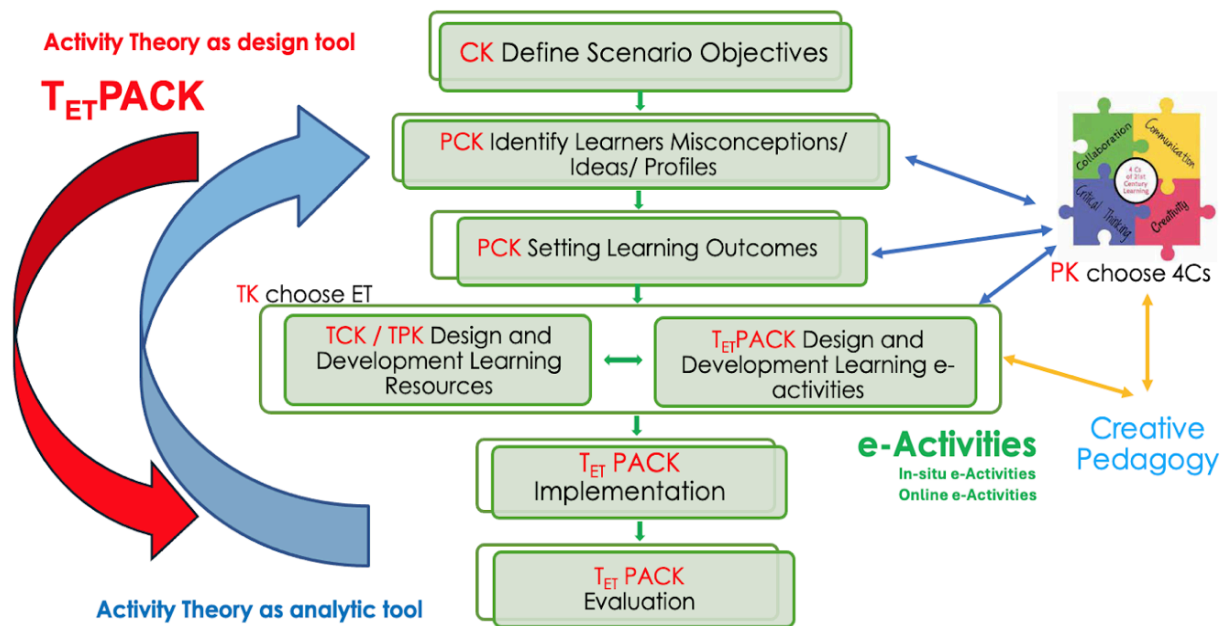 Activity Theory as design tool
TETPACK
CK Define Scenario Objectives
PCK Identify Learners Misconceptions/
Ideas/ Profiles
PCK Setting Learning Outcomes
TK choose ET
TCK / TPK Design and
Development Learning
Resources
TETPACK Design and
Development Learning e-
activities
TET PACK
Implementation
TET PACK
Evaluation
Collaboration
Communication
4 Cs
of 21st
Century
Learning
Critical Thinking
Creativity
PK choose 4Cs
e-Activities
In-situ e-Activities
Online e-Activities
Creative
Pedagogy
Activity Theory as analytic tool